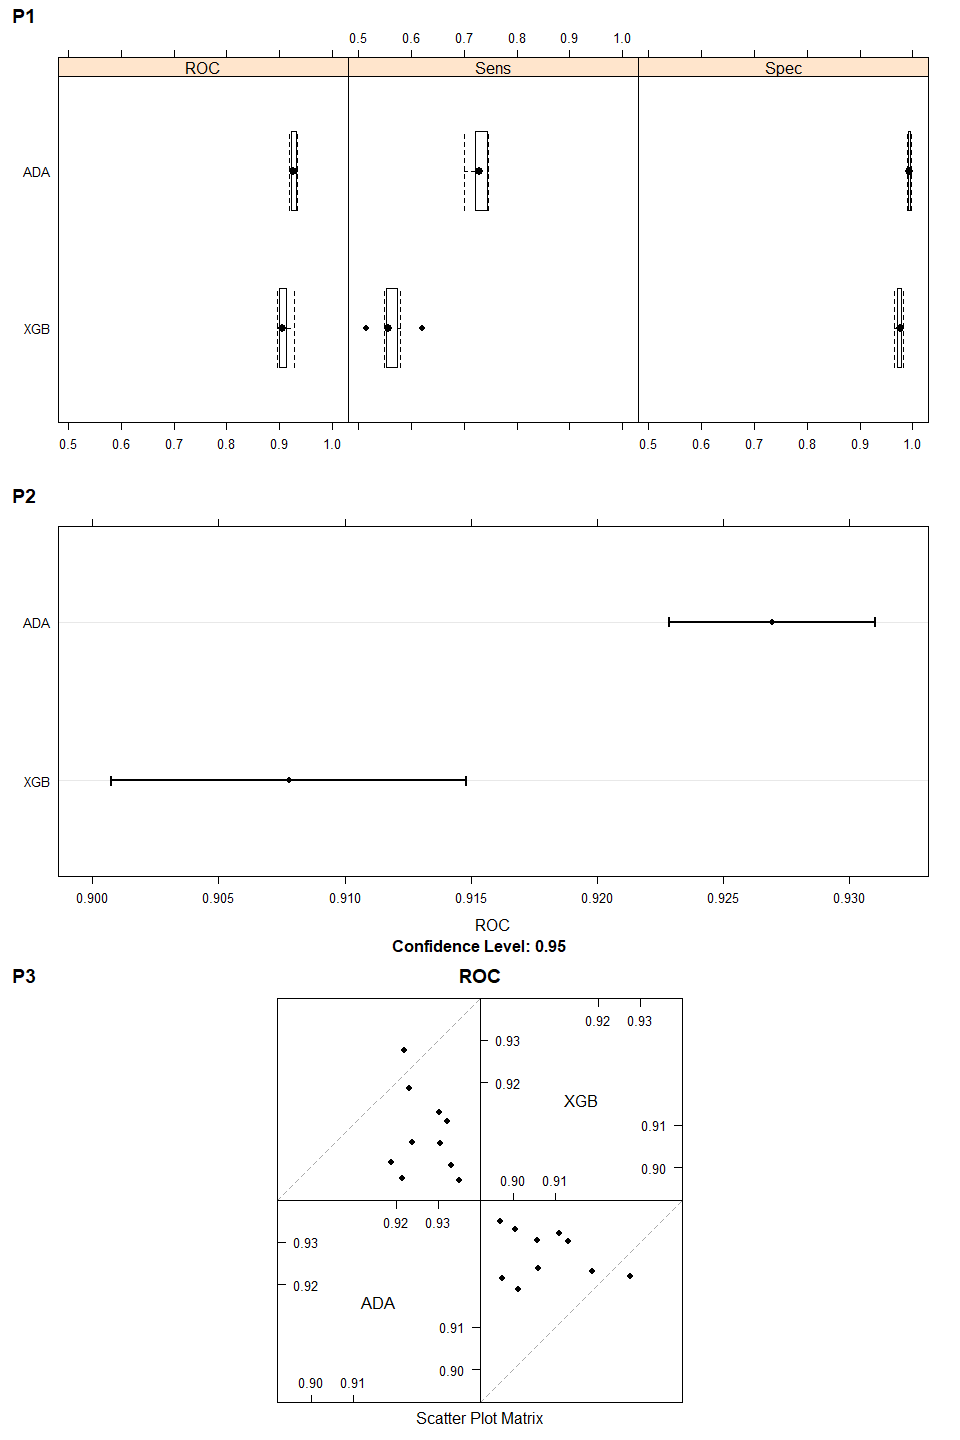 P1
0.5 0.6 0.7 0.8 0.9 1.0
ROC Sens Spec
ADA
XGB
0.5 0.6 0.7 0.8 0.9 1.0 0.5 0.6 0.7 0.8 0.9 1.0
P2
ADA
XGB
0.900 0.905 0.910 0.915 0.920 0.925 0.930
ROC
Confidence Level: 0.95
P3 ROC
0.92 0.93
0.93
0.92
XGB
0.91
0.90
0.90 0.91
0.92 0.93
0.93
0.92
ADA
0.91
0.90
0.90 0.91
Scatter Plot Matrix